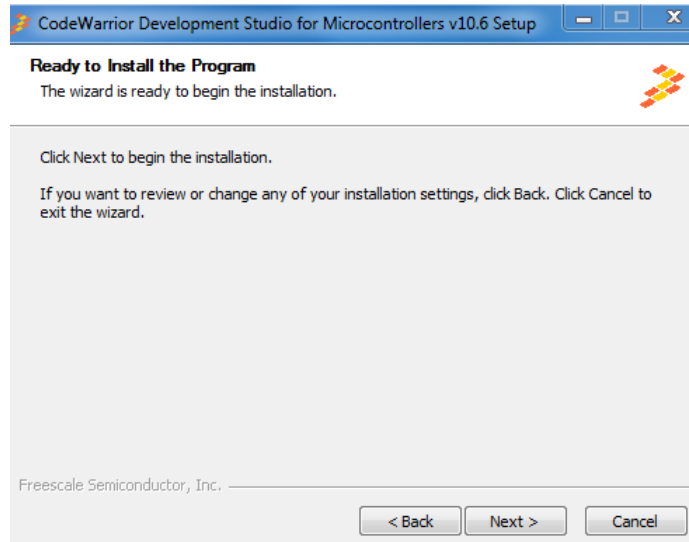 CodeWarrior Development Studio for Microcontrollers v10.6 Setup
Ready to Install the Program
The wizard is ready to begin the installation.
Click Next to begin the installation.
If you want to review or change any of your installation settings, click Back. Click Cancel to
exit the wizard.
Freescale Semiconductor, Inc.
< Back
Next >
Cancel